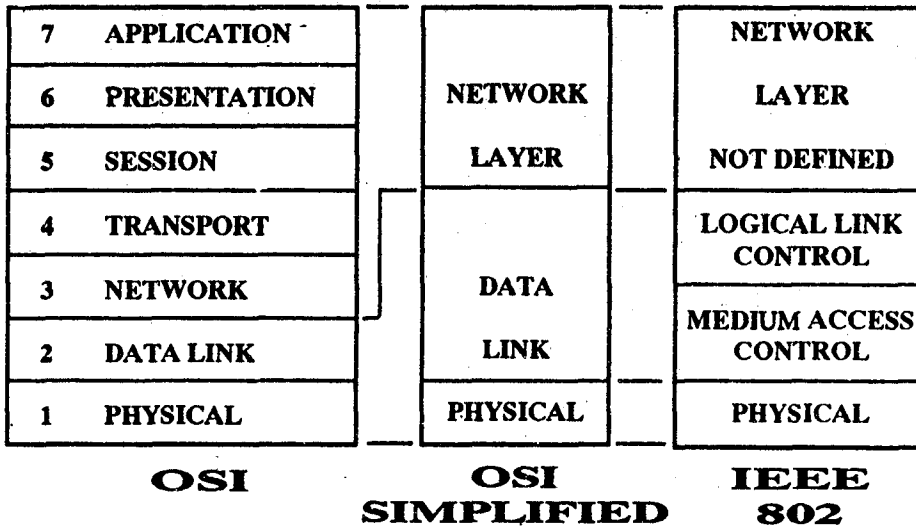 7 APPLICATION
6 PRESENTATION
5 SESSION
4 TRANSPORT
3 NETWORK
2 DATA LINK
1 PHYSICAL
OSI
NETWORK
LAYER
DATA
LINK
PHYSICAL
OSI
SIMPLIFIED
NETWORK
LAYER
NOT DEFINED
LOGICAL LINK
CONTROL
MEDIUM ACCESS
CONTROL
PHYSICAL
IEEE
802